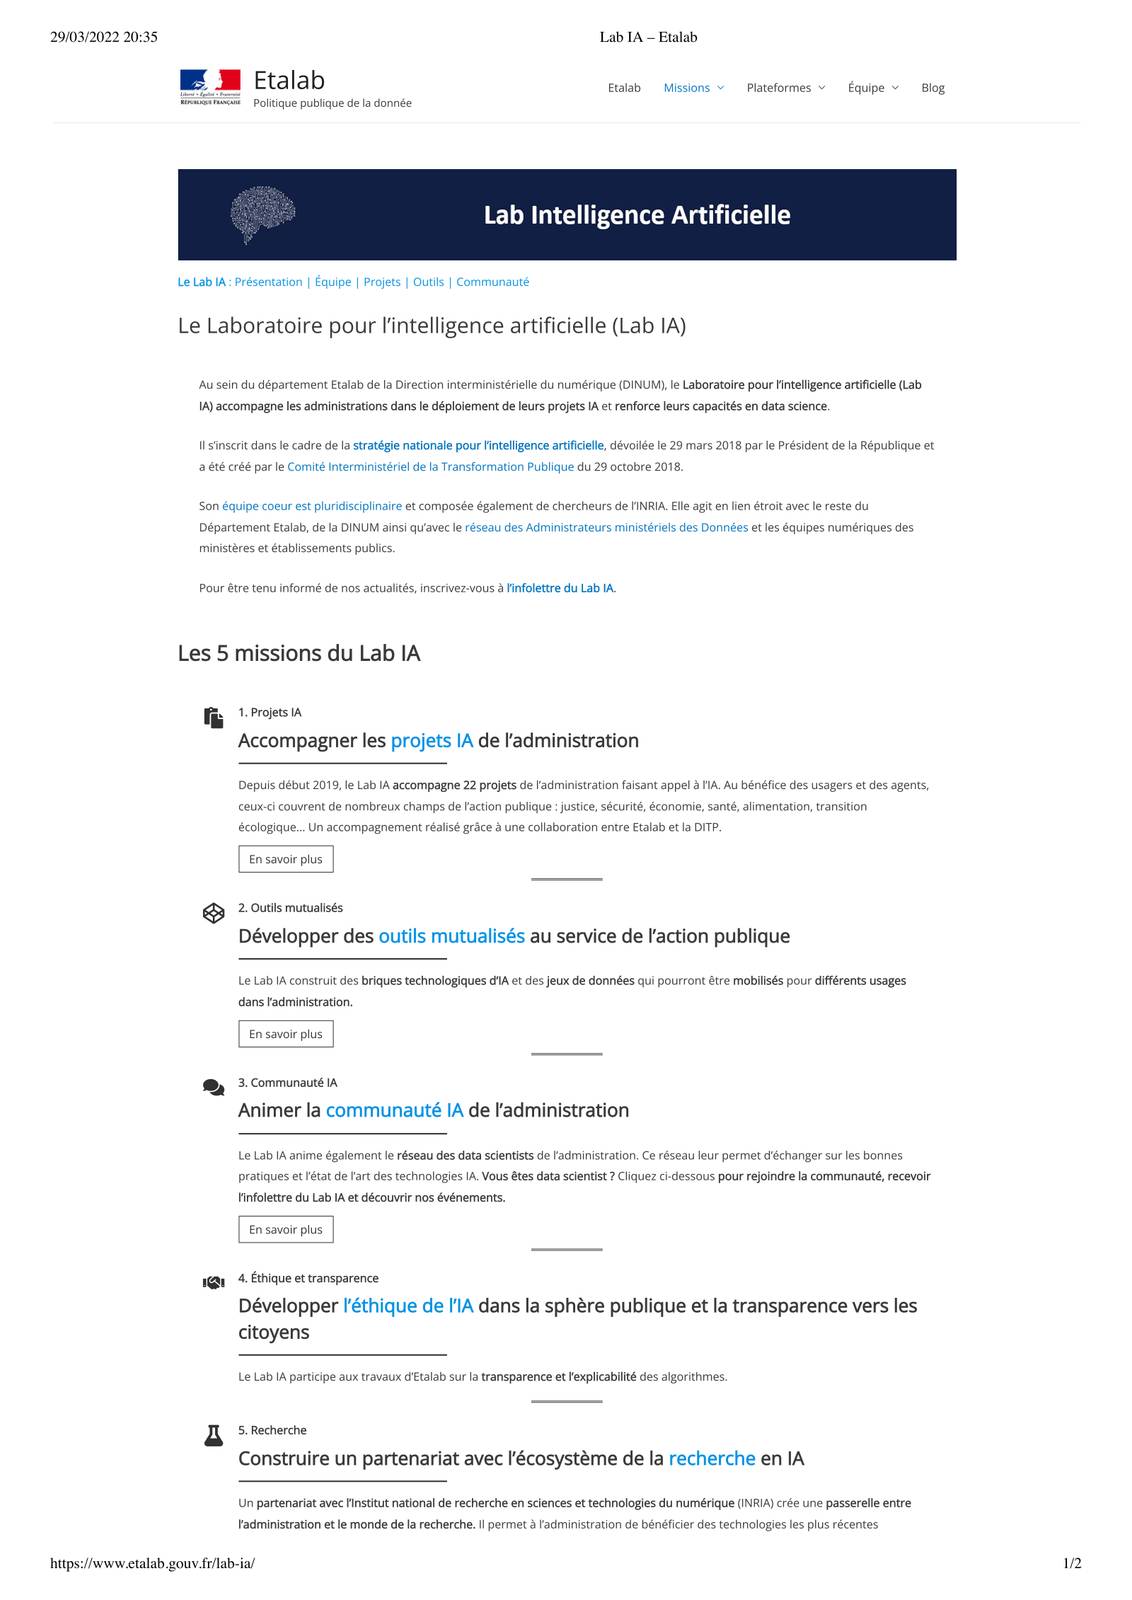 29/03/2022 20:35
Lab IA – Etalab
Liberté • Égalité • Fraternité
RÉPUBLIQUE FRANÇAISE
Etalab
Politique publique de la donnée
Etalab Missions Plateformes Équipe Blog
Lab Intelligence Artificielle
Le Lab IA : Présentation | Équipe | Projets | Outils | Communauté
Le Laboratoire pour l’intelligence artificielle (Lab IA)
Au sein du département Etalab de la Direction interministérielle du numérique (DINUM), le Laboratoire pour l’intelligence artificielle (Lab
IA) accompagne les administrations dans le déploiement de leurs projets IA et renforce leurs capacités en data science.
Il s’inscrit dans le cadre de la stratégie nationale pour l’intelligence artificielle, dévoilée le 29 mars 2018 par le Président de la République et
a été créé par le Comité Interministériel de la Transformation Publique du 29 octobre 2018.
Son équipe coeur est pluridisciplinaire et composée également de chercheurs de l’INRIA. Elle agit en lien étroit avec le reste du
Département Etalab, de la DINUM ainsi qu’avec le réseau des Administrateurs ministériels des Données et les équipes numériques des
ministères et établissements publics.
Pour être tenu informé de nos actualités, inscrivez-vous à l’infolettre du Lab IA.
Les 5 missions du Lab IA
1. Projets IA
Accompagner les projets IA de l’administration
Depuis début 2019, le Lab IA accompagne 22 projets de l’administration faisant appel à l’IA. Au bénéfice des usagers et des agents,
ceux-ci couvrent de nombreux champs de l’action publique : justice, sécurité, économie, santé, alimentation, transition
écologique… Un accompagnement réalisé grâce à une collaboration entre Etalab et la DITP.
En savoir plus
2. Outils mutualisés
Développer des outils mutualisés au service de l’action publique
Le Lab IA construit des briques technologiques d’IA et des jeux de données qui pourront être mobilisés pour différents usages
dans l’administration.
En savoir plus
3. Communauté IA
Animer la communauté IA de l’administration
Le Lab IA anime également le réseau des data scientists de l’administration. Ce réseau leur permet d’échanger sur les bonnes
pratiques et l’état de l’art des technologies IA. Vous êtes data scientist ? Cliquez ci-dessous pour rejoindre la communauté, recevoir
l’infolettre du Lab IA et découvrir nos événements.
En savoir plus
4. Éthique et transparence
Développer l’éthique de l’IA dans la sphère publique et la transparence vers les
citoyens
Le Lab IA participe aux travaux d’Etalab sur la transparence et l’explicabilité des algorithmes.
5. Recherche
Construire un partenariat avec l’écosystème de la recherche en IA
Un partenariat avec l’Institut national de recherche en sciences et technologies du numérique (INRIA) crée une passerelle entre
l’administration et le monde de la recherche. Il permet à l’administration de bénéficier des technologies les plus récentes
https://www.etalab.gouv.fr/lab-ia/
1/2